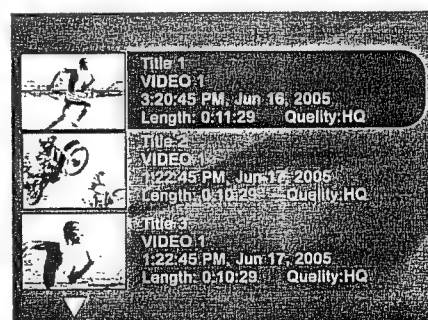 Title 1
VIDEO 1
3:20:45 PM, Jun 16, 2005
Length: 0:11:29 Quality:HQ
Title 2
VIDEO 1
1:22:45 PM, Jun 17, 2005
Length: 0:10:29 Quality:HQ
Title 3
VIDEO 1
1:22:45 PM, Jun 17, 2005
Length: 0:10:29 Quality:HQ